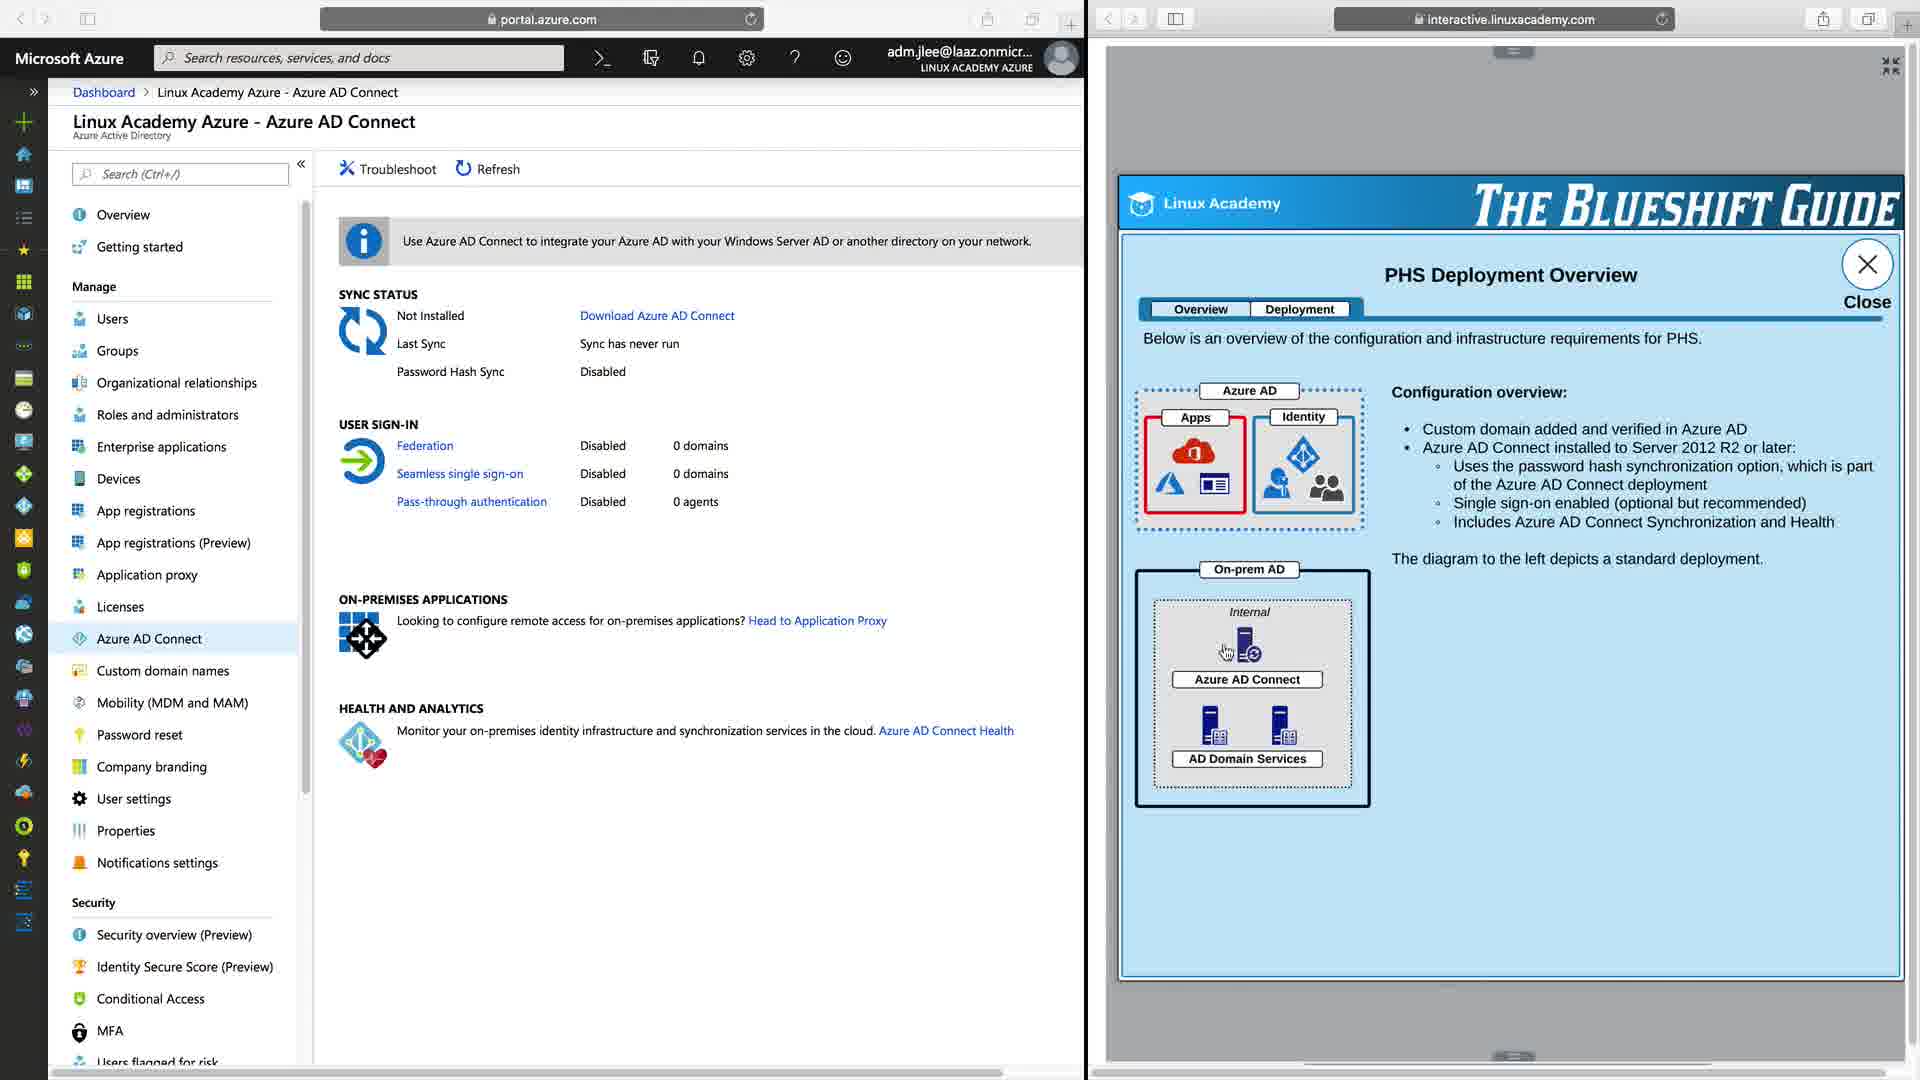 portal.azure.com
Microsoft Azure
Search resources, services, and docs
adm.jlee@laaz.onmicr...
LINUX ACADEMY AZURE
Dashboard > Linux Academy Azure - Azure AD Connect
Linux Academy Azure - Azure AD Connect
Azure Active Directory
Search (Ctrl+/)
Overview
Getting started
Manage
Users
Groups
Organizational relationships
Roles and administrators
Enterprise applications
Devices
App registrations
App registrations (Preview)
Application proxy
Licenses
Azure AD Connect
Custom domain names
Mobility (MDM and MAM)
Password reset
Company branding
User settings
Properties
Notifications settings
Security
Security overview (Preview)
Identity Secure Score (Preview)
Conditional Access
MFA
Users flagged for risk
Troubleshoot Refresh
Use Azure AD Connect to integrate your Azure AD with your Windows Server AD or another directory on your network.
SYNC STATUS
Not Installed Download Azure AD Connect
Last Sync Sync has never run
Password Hash Sync Disabled
USER SIGN-IN
Federation Disabled 0 domains
Seamless single sign-on Disabled 0 domains
Pass-through authentication Disabled 0 agents
ON-PREMISES APPLICATIONS
Looking to configure remote access for on-premises applications? Head to Application Proxy
HEALTH AND ANALYTICS
Monitor your on-premises identity infrastructure and synchronization services in the cloud. Azure AD Connect Health
interactive.linuxacademy.com
Linux Academy
THE BLUESHIFT GUIDE
PHS Deployment Overview
Close
Overview Deployment
Below is an overview of the configuration and infrastructure requirements for PHS.
Azure AD
Apps Identity
On-prem AD
Internal
Azure AD Connect
AD Domain Services
Configuration overview:
• Custom domain added and verified in Azure AD
• Azure AD Connect installed to Server 2012 R2 or later:
◦ Uses the password hash synchronization option, which is part
of the Azure AD Connect deployment
◦ Single sign-on enabled (optional but recommended)
◦ Includes Azure AD Connect Synchronization and Health
The diagram to the left depicts a standard deployment.